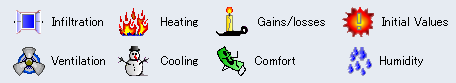 Infiltration Heating Gains/losses Initial Values
Ventilation Cooling Comfort Humidity